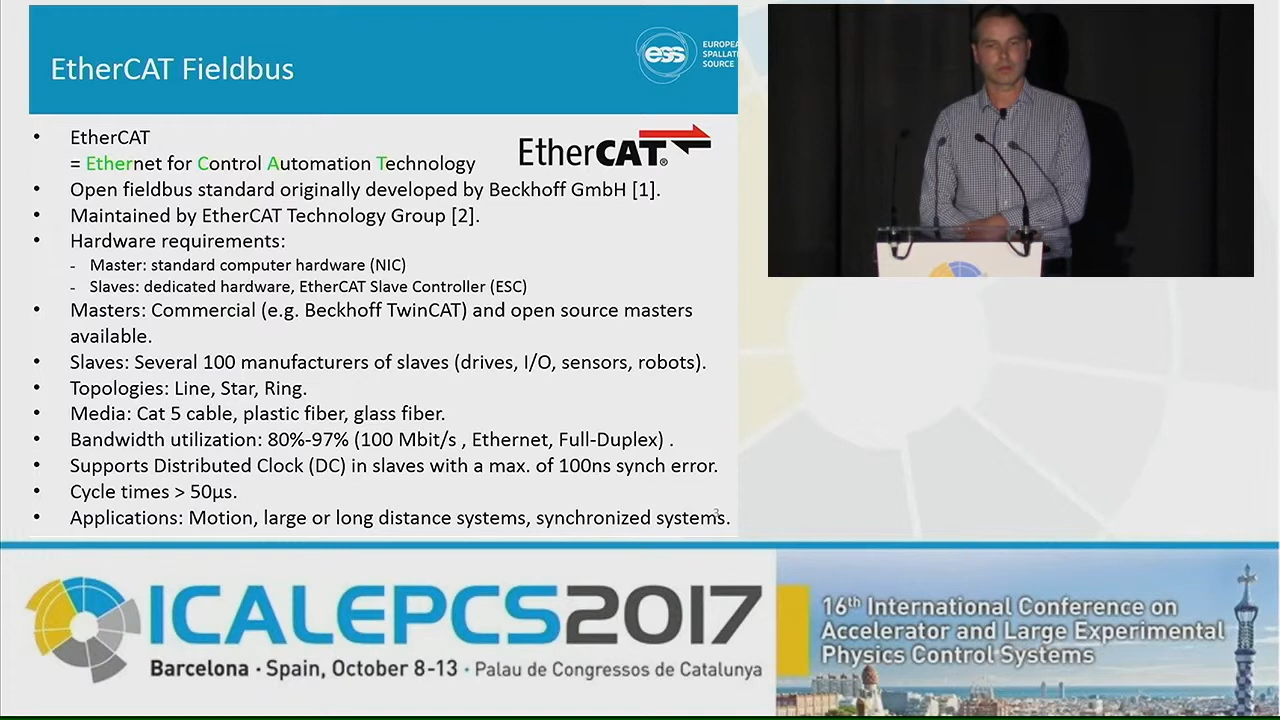 EtherCAT Fieldbus
ess
EUROPEA
SPALLAT
SOURCE
• EtherCAT
= Ethernet for Control Automation Technology
EtherCAT®
• Open fieldbus standard originally developed by Beckhoff GmbH [1].
• Maintained by EtherCAT Technology Group [2].
• Hardware requirements:
- Master: standard computer hardware (NIC)
- Slaves: dedicated hardware, EtherCAT Slave Controller (ESC)
• Masters: Commercial (e.g. Beckhoff TwinCAT) and open source masters
available.
• Slaves: Several 100 manufacturers of slaves (drives, I/O, sensors, robots).
• Topologies: Line, Star, Ring.
• Media: Cat 5 cable, plastic fiber, glass fiber.
• Bandwidth utilization: 80%-97% (100 Mbit/s , Ethernet, Full-Duplex) .
• Supports Distributed Clock (DC) in slaves with a max. of 100ns synch error.
• Cycle times > 50µs.
• Applications: Motion, large or long distance systems, synchronized systems.
3
ICALEPCS2017
Barcelona · Spain, October 8-13 · Palau de Congressos de Catalunya
16th International Conference on
Accelerator and Large Experimental
Physics Control Systems